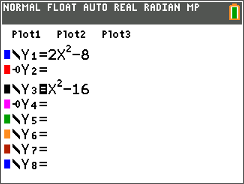 NORMAL FLOAT AUTO REAL RADIAN MP
Plot1 Plot2 Plot3
\Y₁=2X²-8
Y₂=
\Y₃=X²-16
\Y₄=
\Y₅=
\Y₆=
\Y₇=
\Y₈=